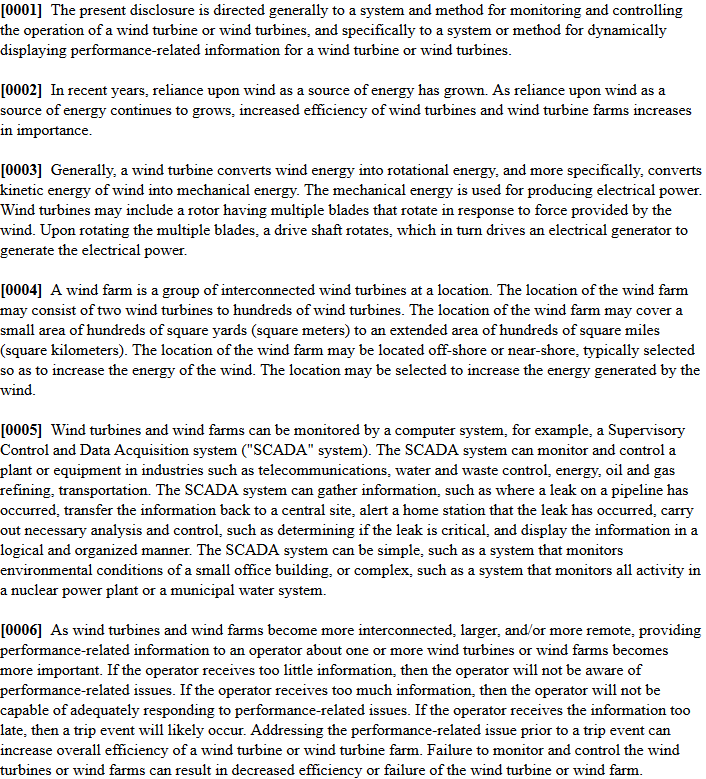 [0001] The present disclosure is directed generally to a system and method for monitoring and controlling
the operation of a wind turbine or wind turbines, and specifically to a system or method for dynamically
displaying performance-related information for a wind turbine or wind turbines.
[0002] In recent years, reliance upon wind as a source of energy has grown. As reliance upon wind as a
source of energy continues to grows, increased efficiency of wind turbines and wind turbine farms increases
in importance.
[0003] Generally, a wind turbine converts wind energy into rotational energy, and more specifically, converts
kinetic energy of wind into mechanical energy. The mechanical energy is used for producing electrical power.
Wind turbines may include a rotor having multiple blades that rotate in response to force provided by the
wind. Upon rotating the multiple blades, a drive shaft rotates, which in turn drives an electrical generator to
generate the electrical power.
[0004] A wind farm is a group of interconnected wind turbines at a location. The location of the wind farm
may consist of two wind turbines to hundreds of wind turbines. The location of the wind farm may cover a
small area of hundreds of square yards (square meters) to an extended area of hundreds of square miles
(square kilometers). The location of the wind farm may be located off-shore or near-shore, typically selected
so as to increase the energy of the wind. The location may be selected to increase the energy generated by the
wind.
[0005] Wind turbines and wind farms can be monitored by a computer system, for example, a Supervisory
Control and Data Acquisition system ("SCADA" system). The SCADA system can monitor and control a
plant or equipment in industries such as telecommunications, water and waste control, energy, oil and gas
refining, transportation. The SCADA system can gather information, such as where a leak on a pipeline has
occurred, transfer the information back to a central site, alert a home station that the leak has occurred, carry
out necessary analysis and control, such as determining if the leak is critical, and display the information in a
logical and organized manner. The SCADA system can be simple, such as a system that monitors
environmental conditions of a small office building, or complex, such as a system that monitors all activity in
a nuclear power plant or a municipal water system.
[0006] As wind turbines and wind farms become more interconnected, larger, and/or more remote, providing
performance-related information to an operator about one or more wind turbines or wind farms becomes
more important. If the operator receives too little information, then the operator will not be aware of
performance-related issues. If the operator receives too much information, then the operator will not be
capable of adequately responding to performance-related issues. If the operator receives the information too
late, then a trip event will likely occur. Addressing the performance-related issue prior to a trip event can
increase overall efficiency of a wind turbine or wind turbine farm. Failure to monitor and control the wind
turbines or wind farms can result in decreased efficiency or failure of the wind turbine or wind farm.